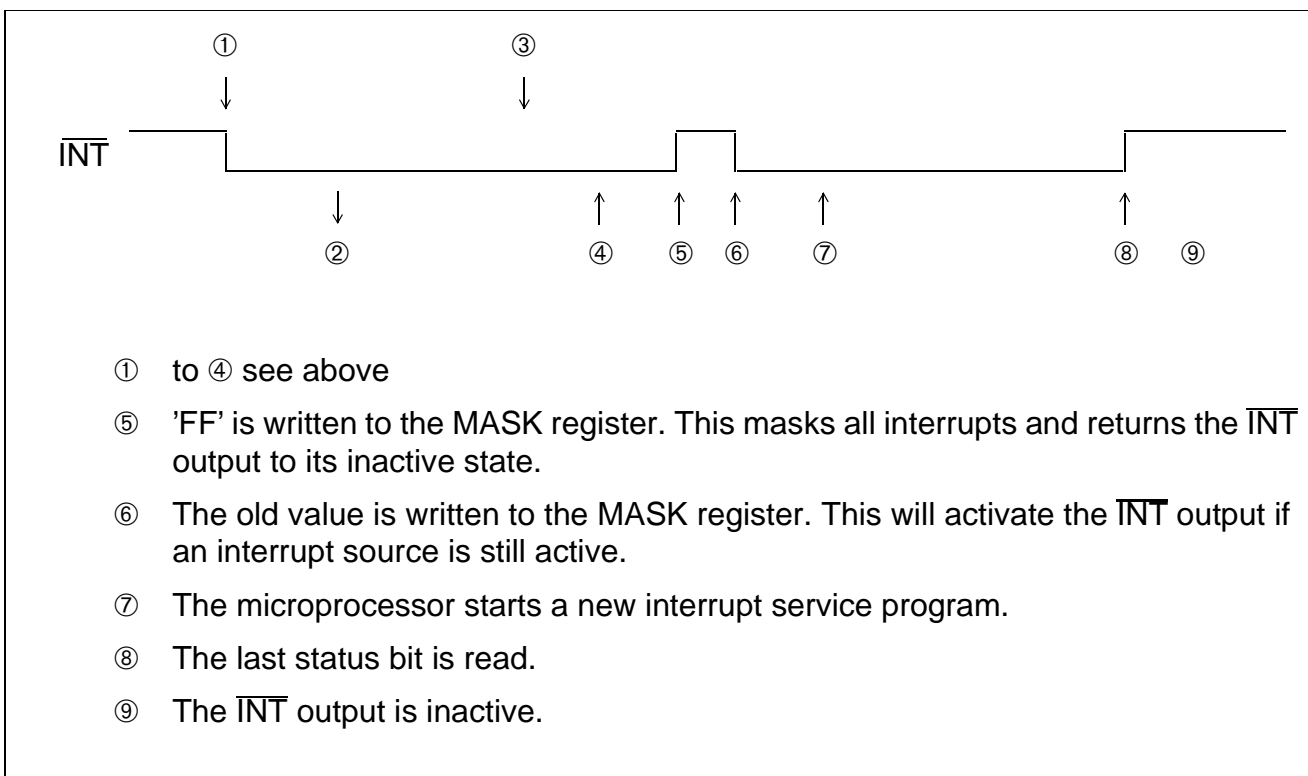 ① ③
I̅N̅T̅
② ④ ⑤ ⑥ ⑦ ⑧ ⑨
① to ④ see above
⑤ ’FF’ is written to the MASK register. This masks all interrupts and returns the I̅N̅T̅
output to its inactive state.
⑥ The old value is written to the MASK register. This will activate the I̅N̅T̅ output if
an interrupt source is still active.
⑦ The microprocessor starts a new interrupt service program.
⑧ The last status bit is read.
⑨ The I̅N̅T̅ output is inactive.